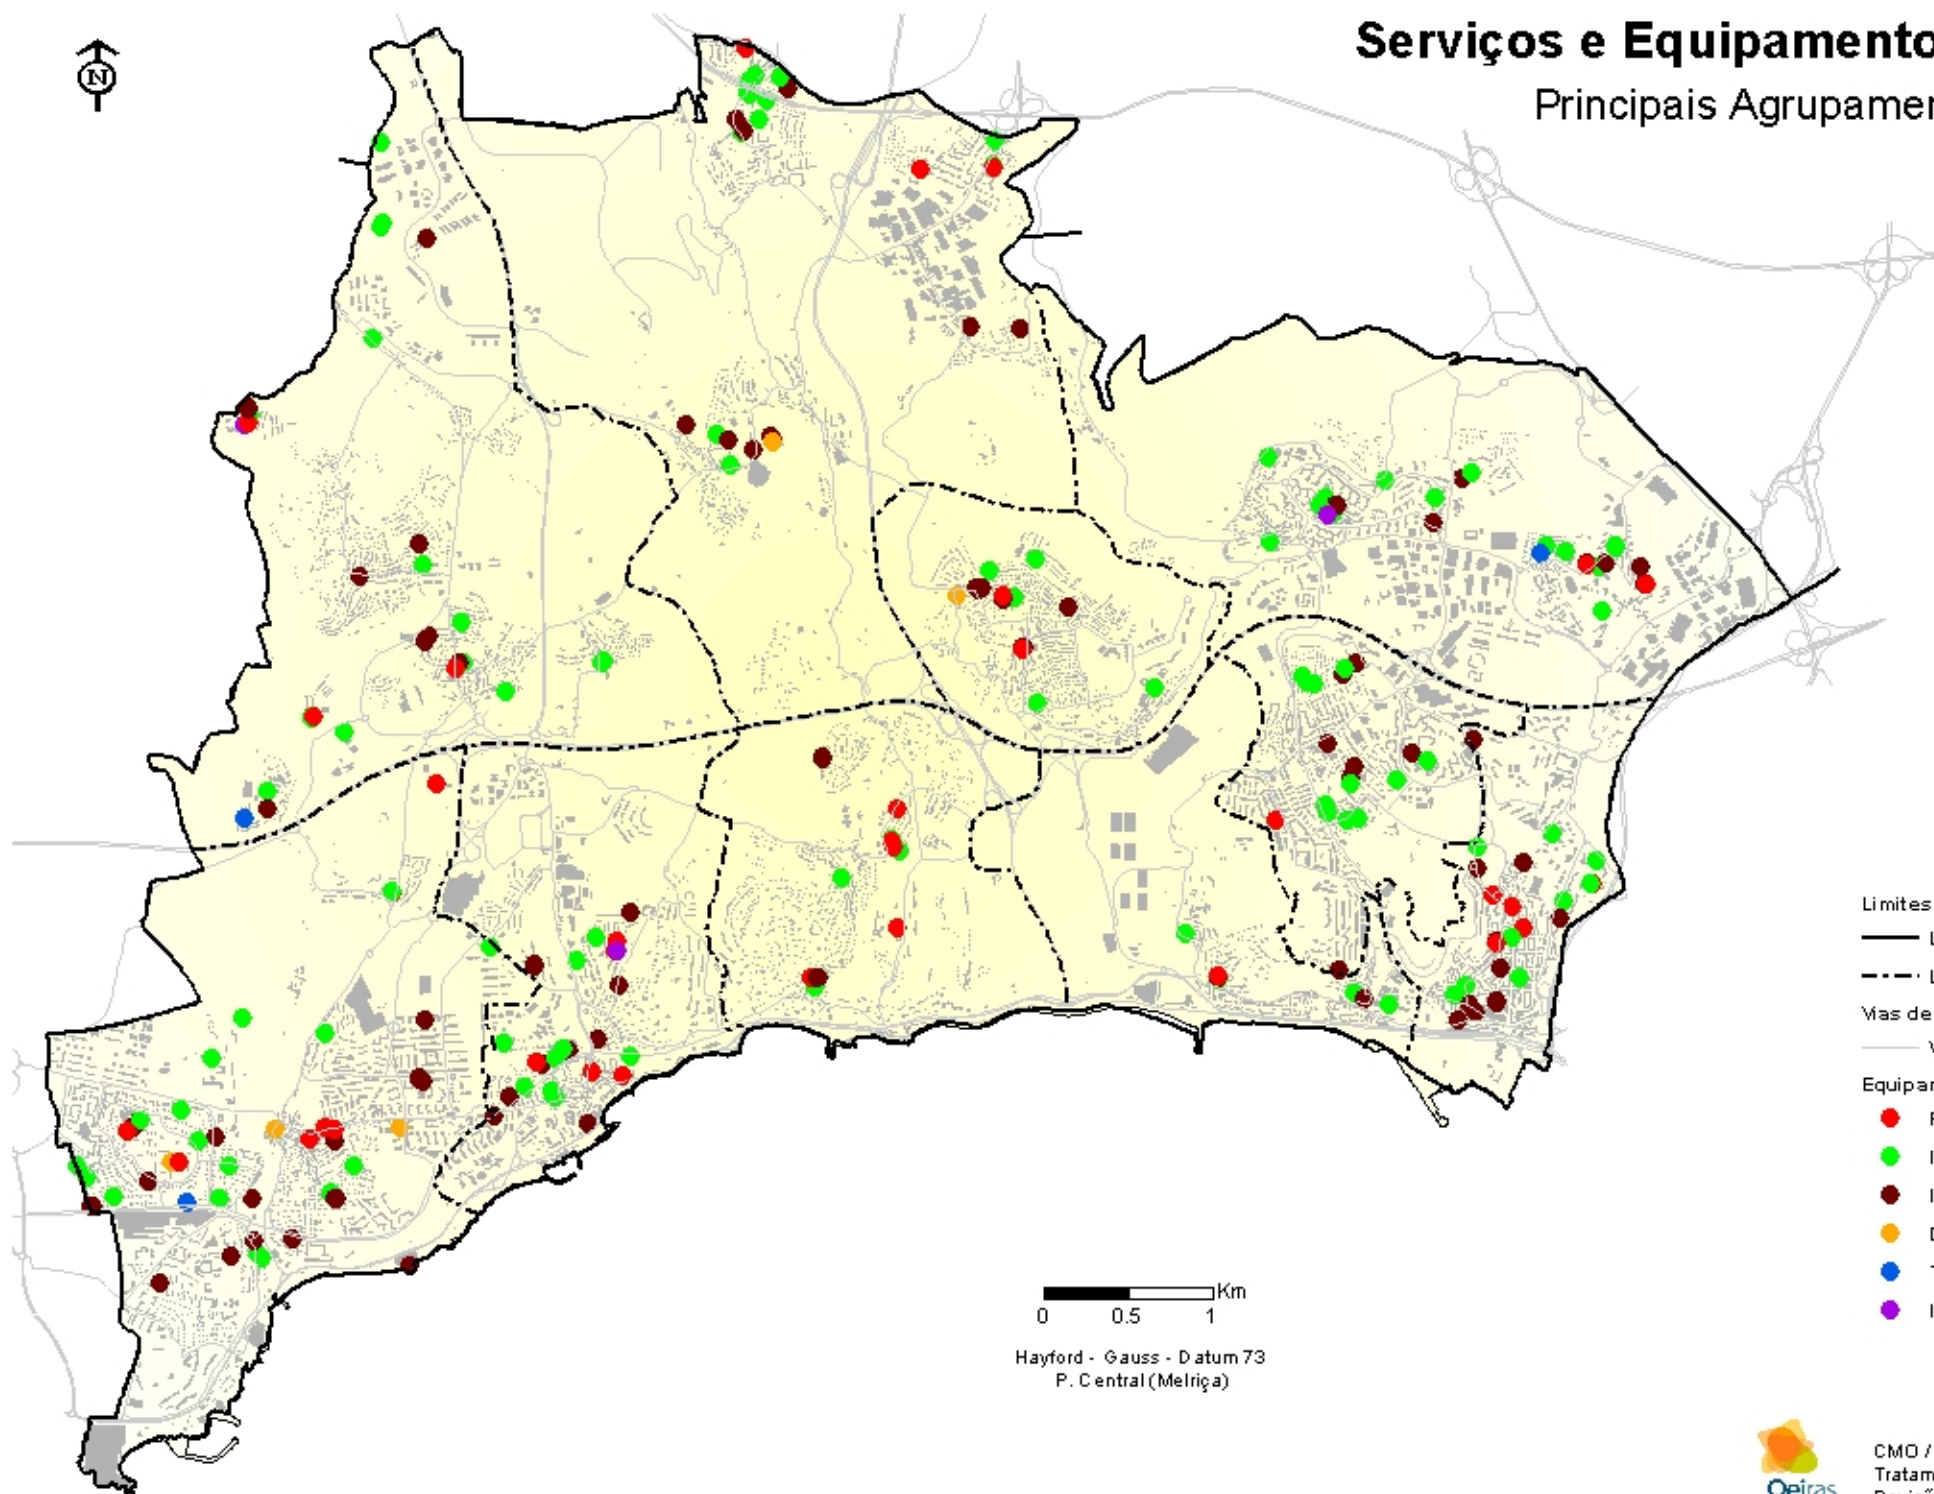 Serviços e Equipamento
Principais Agrupamen
N
Limites
L
L
Vias de
V
Equipar
I
I
D
T
I
Km
0 0.5 1
Hayford - Gauss - Datum 73
P. Central (Melriça)
CMO /
Tratam
Oeiras